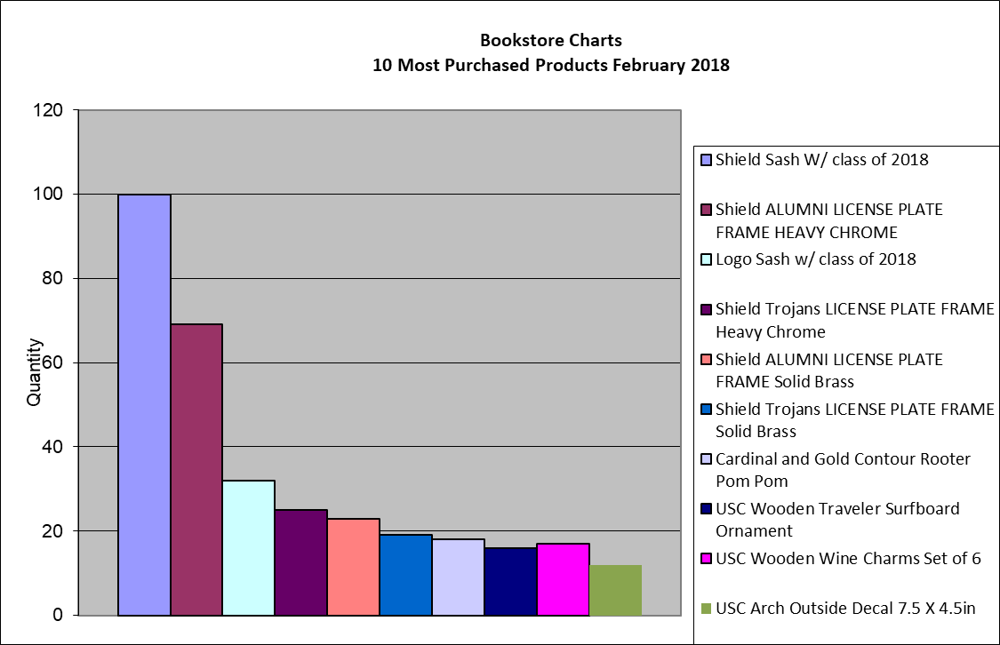 Bookstore Charts
10 Most Purchased Products February 2018
120
100
80
60
40
20
0
Quantity
Shield Sash W/ class of 2018
Shield ALUMNI LICENSE PLATE
FRAME HEAVY CHROME
Logo Sash w/ class of 2018
Shield Trojans LICENSE PLATE FRAME
Heavy Chrome
Shield ALUMNI LICENSE PLATE
FRAME Solid Brass
Shield Trojans LICENSE PLATE FRAME
Solid Brass
Cardinal and Gold Contour Rooter
Pom Pom
USC Wooden Traveler Surfboard
Ornament
USC Wooden Wine Charms Set of 6
USC Arch Outside Decal 7.5 X 4.5in